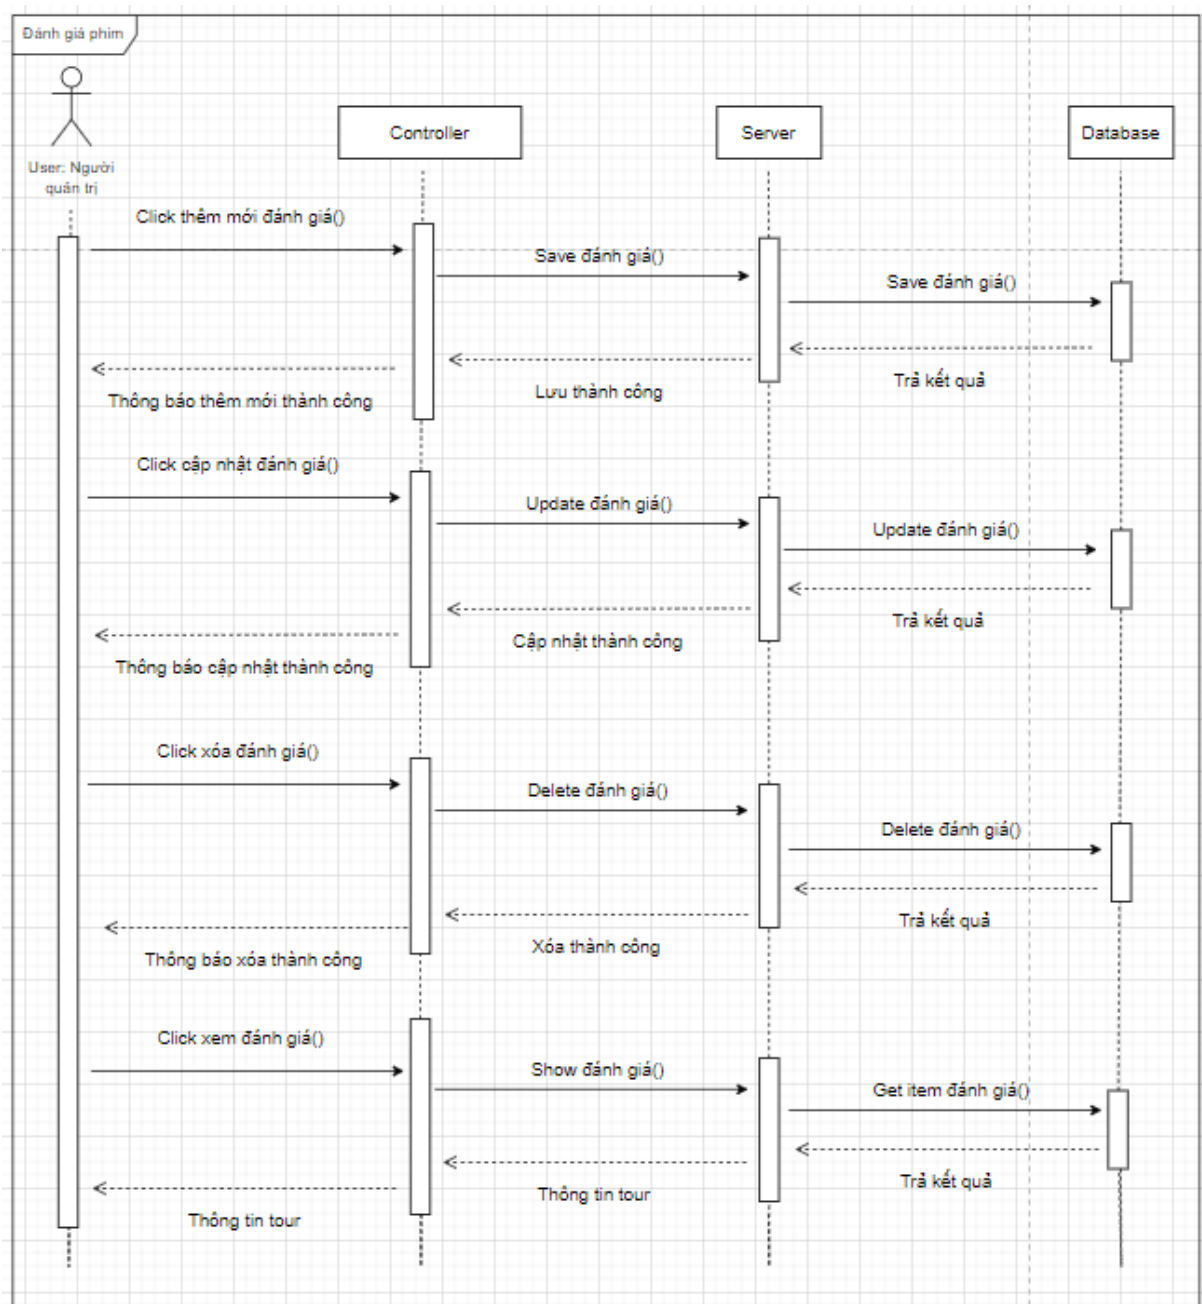 Đánh giá phim
User: Người
quản trị
Controller
Server
Database
Click thêm mới đánh giá()
Save đánh giá()
Save đánh giá()
Trả kết quả
Lưu thành công
Thông báo thêm mới thành công
Click cập nhật đánh giá()
Update đánh giá()
Update đánh giá()
Trả kết quả
Cập nhật thành công
Thông báo cập nhật thành công
Click xóa đánh giá()
Delete đánh giá()
Delete đánh giá()
Trả kết quả
Xóa thành công
Thông báo xóa thành công
Click xem đánh giá()
Show đánh giá()
Get item đánh giá()
Trả kết quả
Thông tin tour
Thông tin tour